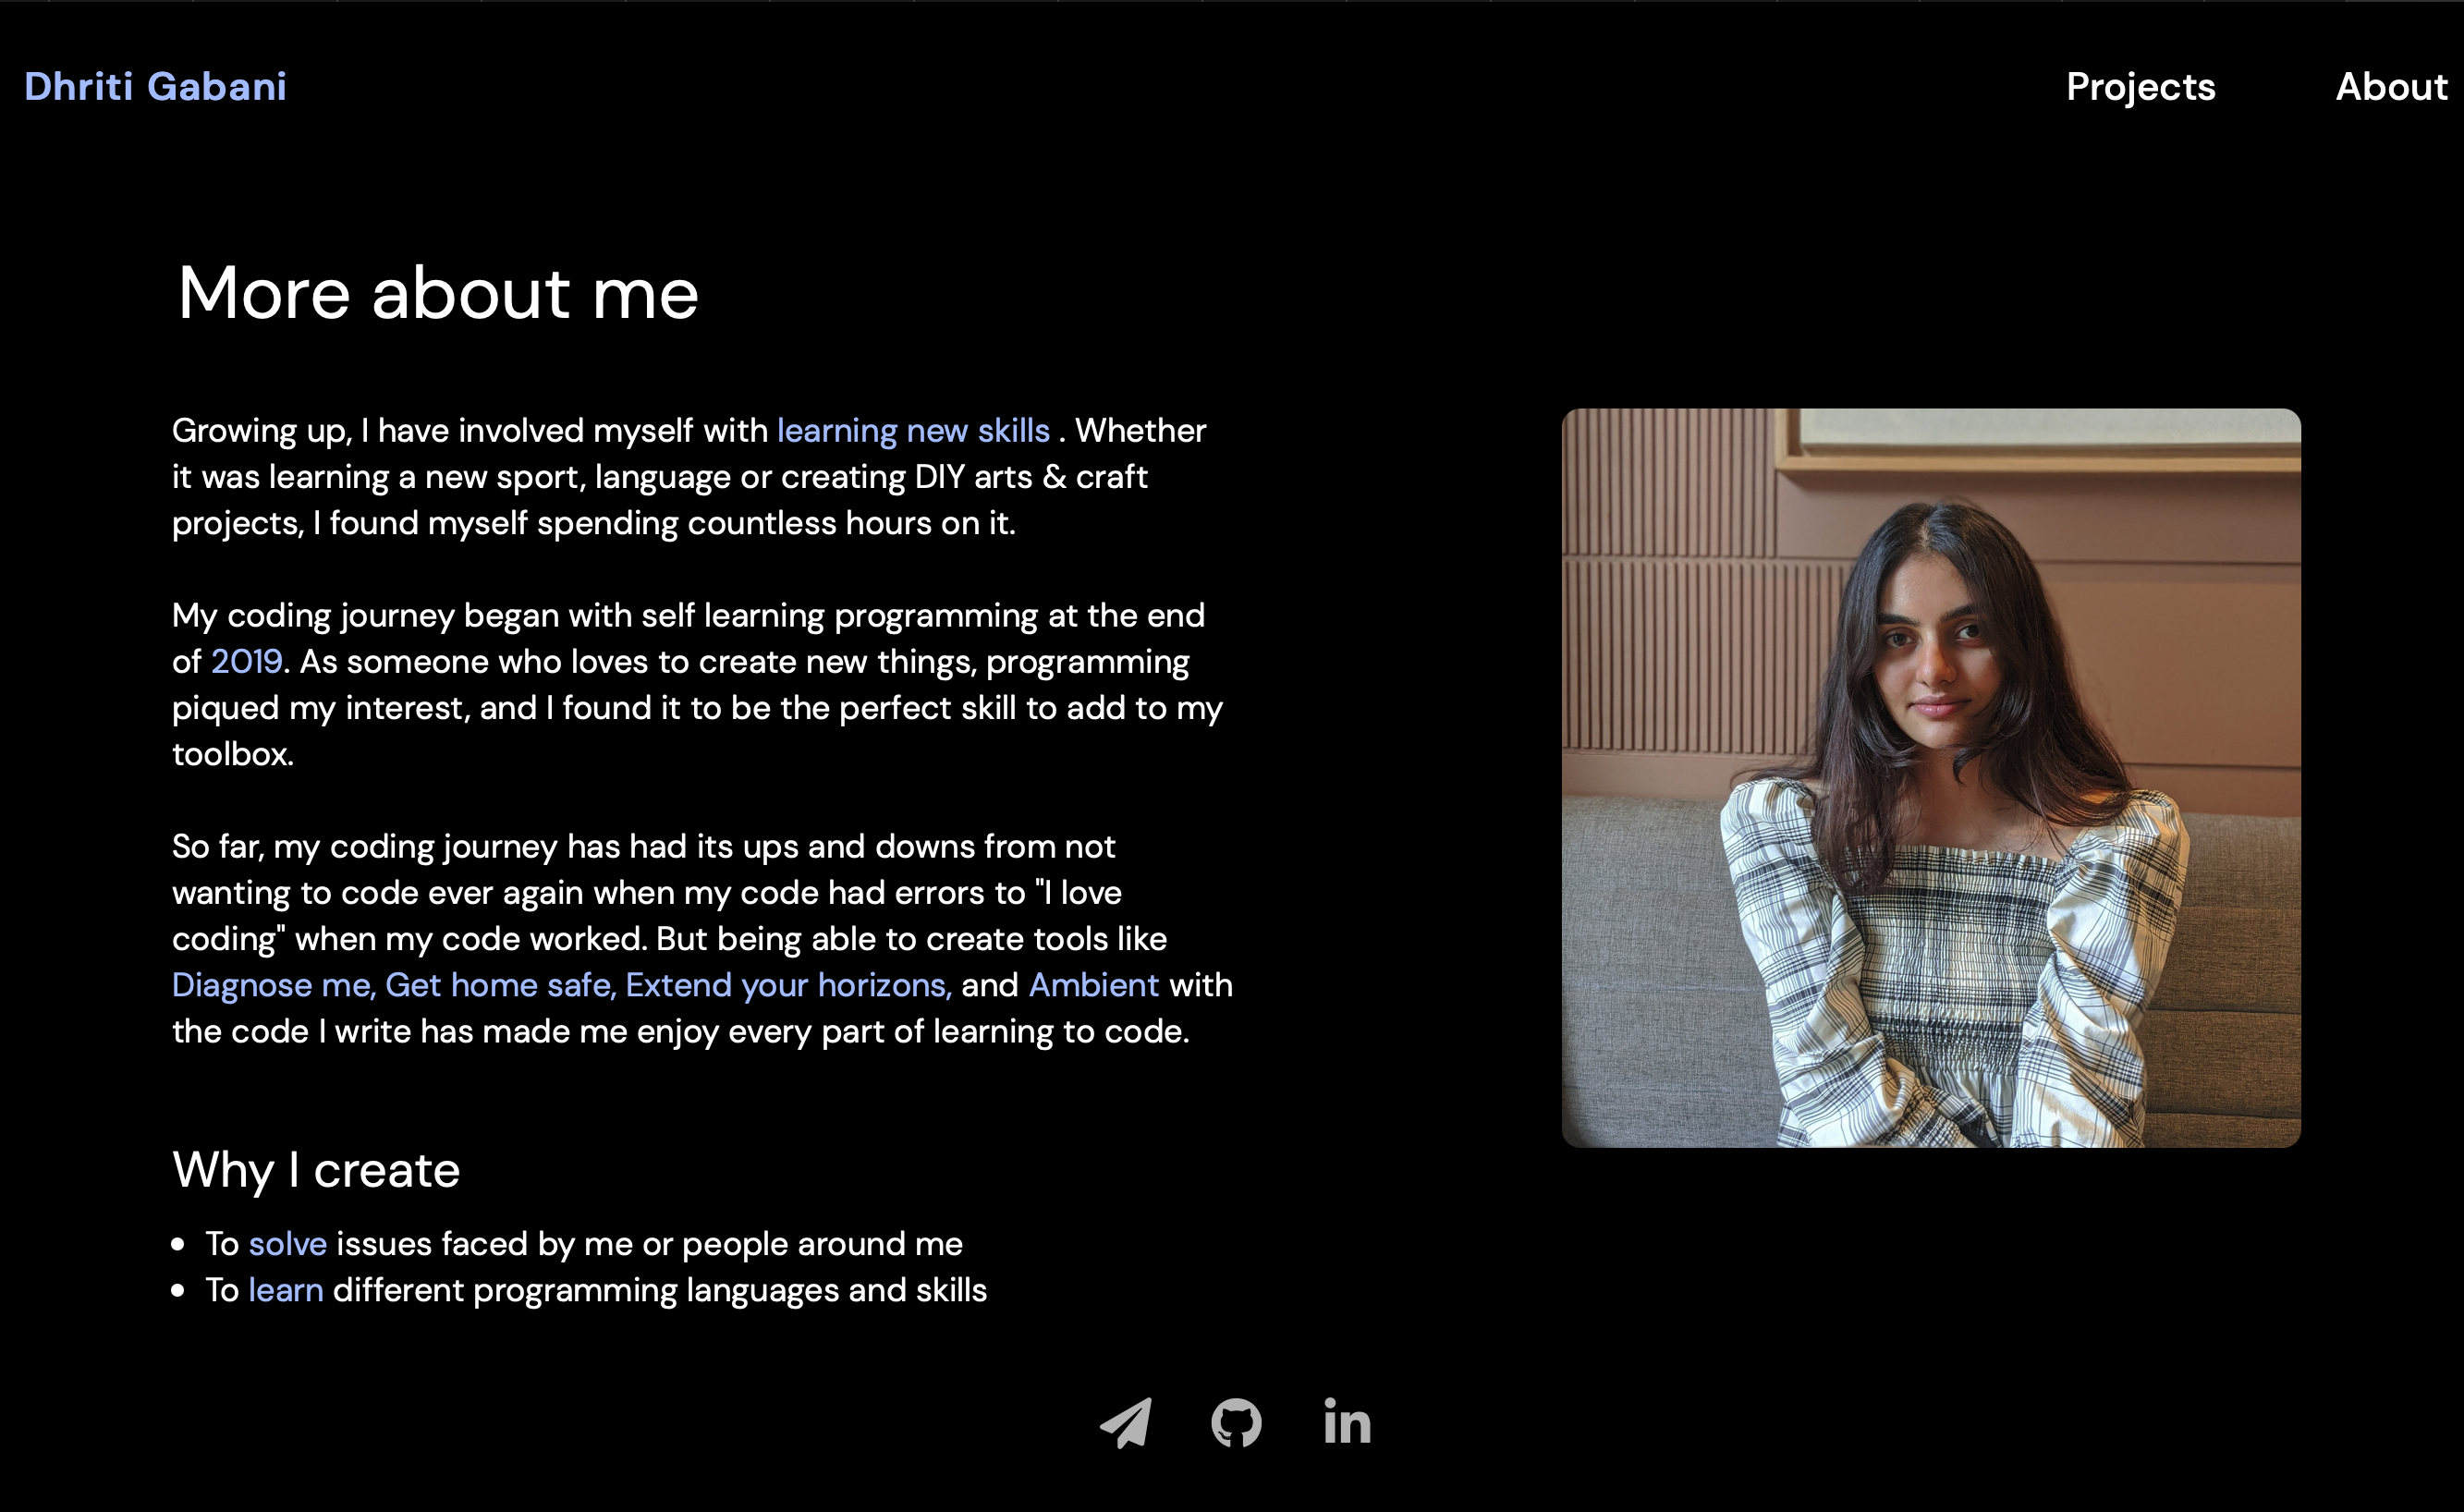 Dhriti Gabani
Projects
About
More about me
Growing up, I have involved myself with learning new skills . Whether
it was learning a new sport, language or creating DIY arts & craft
projects, I found myself spending countless hours on it.
My coding journey began with self learning programming at the end
of 2019. As someone who loves to create new things, programming
piqued my interest, and I found it to be the perfect skill to add to my
toolbox.
So far, my coding journey has had its ups and downs from not
wanting to code ever again when my code had errors to "I love
coding" when my code worked. But being able to create tools like
Diagnose me, Get home safe, Extend your horizons, and Ambient with
the code I write has made me enjoy every part of learning to code.
Why I create
• To solve issues faced by me or people around me
• To learn different programming languages and skills
in